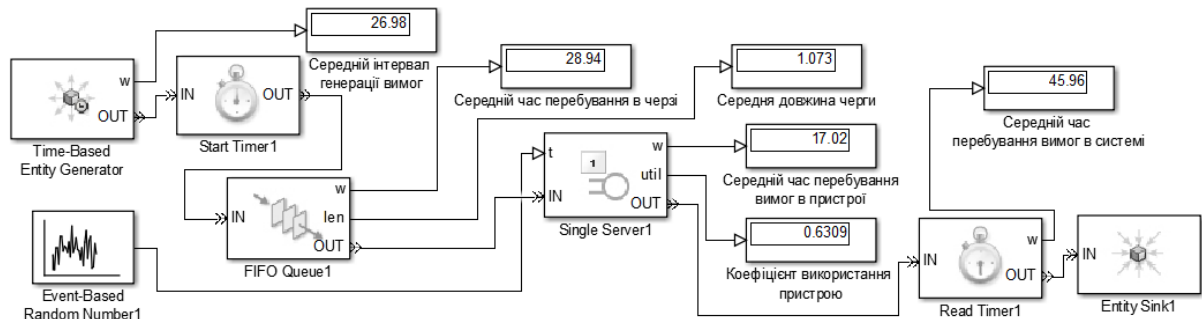 26.98
Середній інтервал
генерації вимог
w
OUT
Time-Based
Entity Generator
IN
OUT
Start Timer1
28.94
Середній час перебування в черзі
1.073
Середня довжина черги
45.96
Середній час
перебування вимог в системі
IN
w
len
OUT
FIFO Queue1
t
IN
1
w
util
OUT
Single Server1
17.02
Середній час перебування
вимог в пристрої
0.6309
Коефіцієнт використання
пристрою
Event-Based
Random Number1
IN
w
OUT
Read Timer1
IN
Entity Sink1